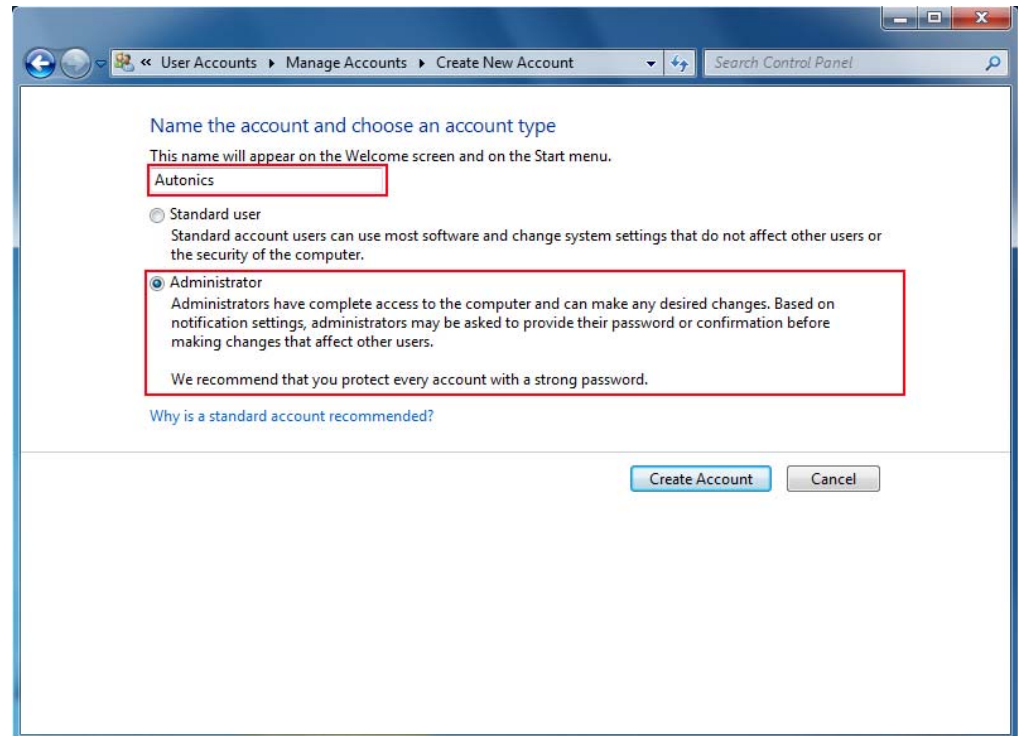 « User Accounts ▸ Manage Accounts ▸ Create New Account
Search Control Panel
Name the account and choose an account type
This name will appear on the Welcome screen and on the Start menu.
Autonics
Standard user
Standard account users can use most software and change system settings that do not affect other users or
the security of the computer.
Administrator
Administrators have complete access to the computer and can make any desired changes. Based on
notification settings, administrators may be asked to provide their password or confirmation before
making changes that affect other users.
We recommend that you protect every account with a strong password.
Why is a standard account recommended?
Create Account
Cancel